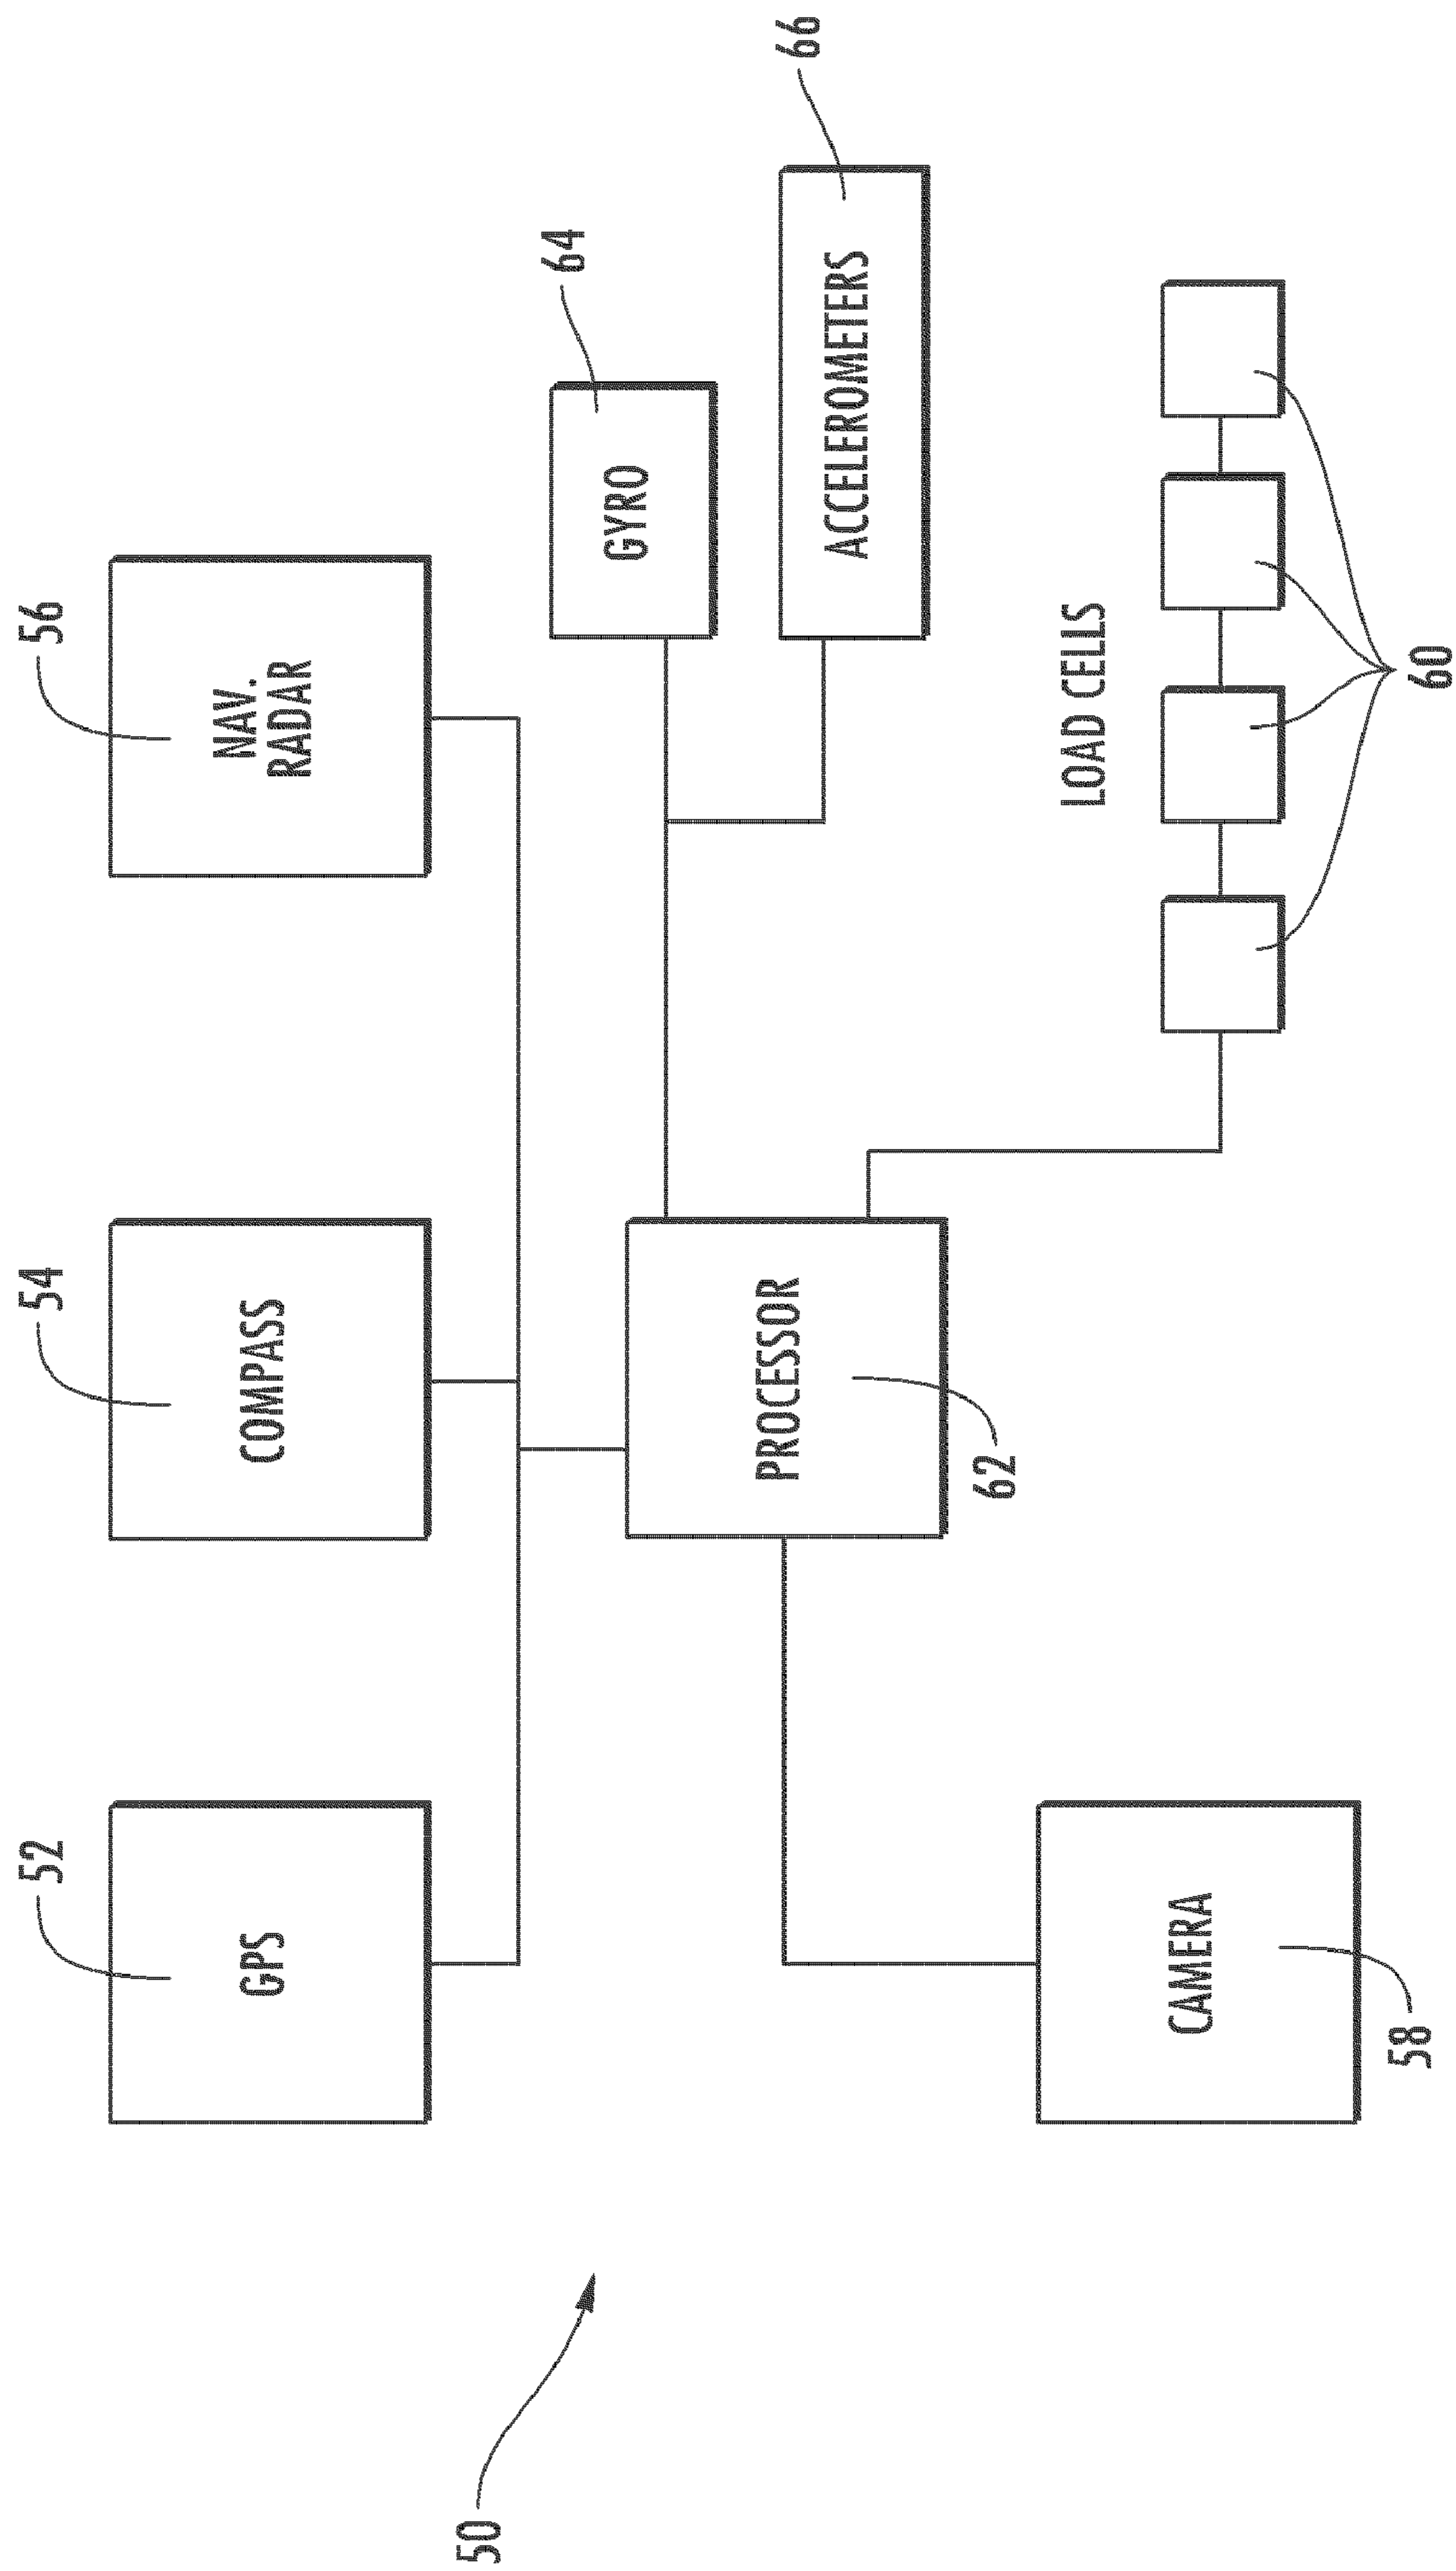 52
54
56
GPS
COMPASS
NAV.
RADAR
64
GYRO
66
ACCELEROMETERS
PROCESSOR
62
LOAD CELLS
60
CAMERA
58
50